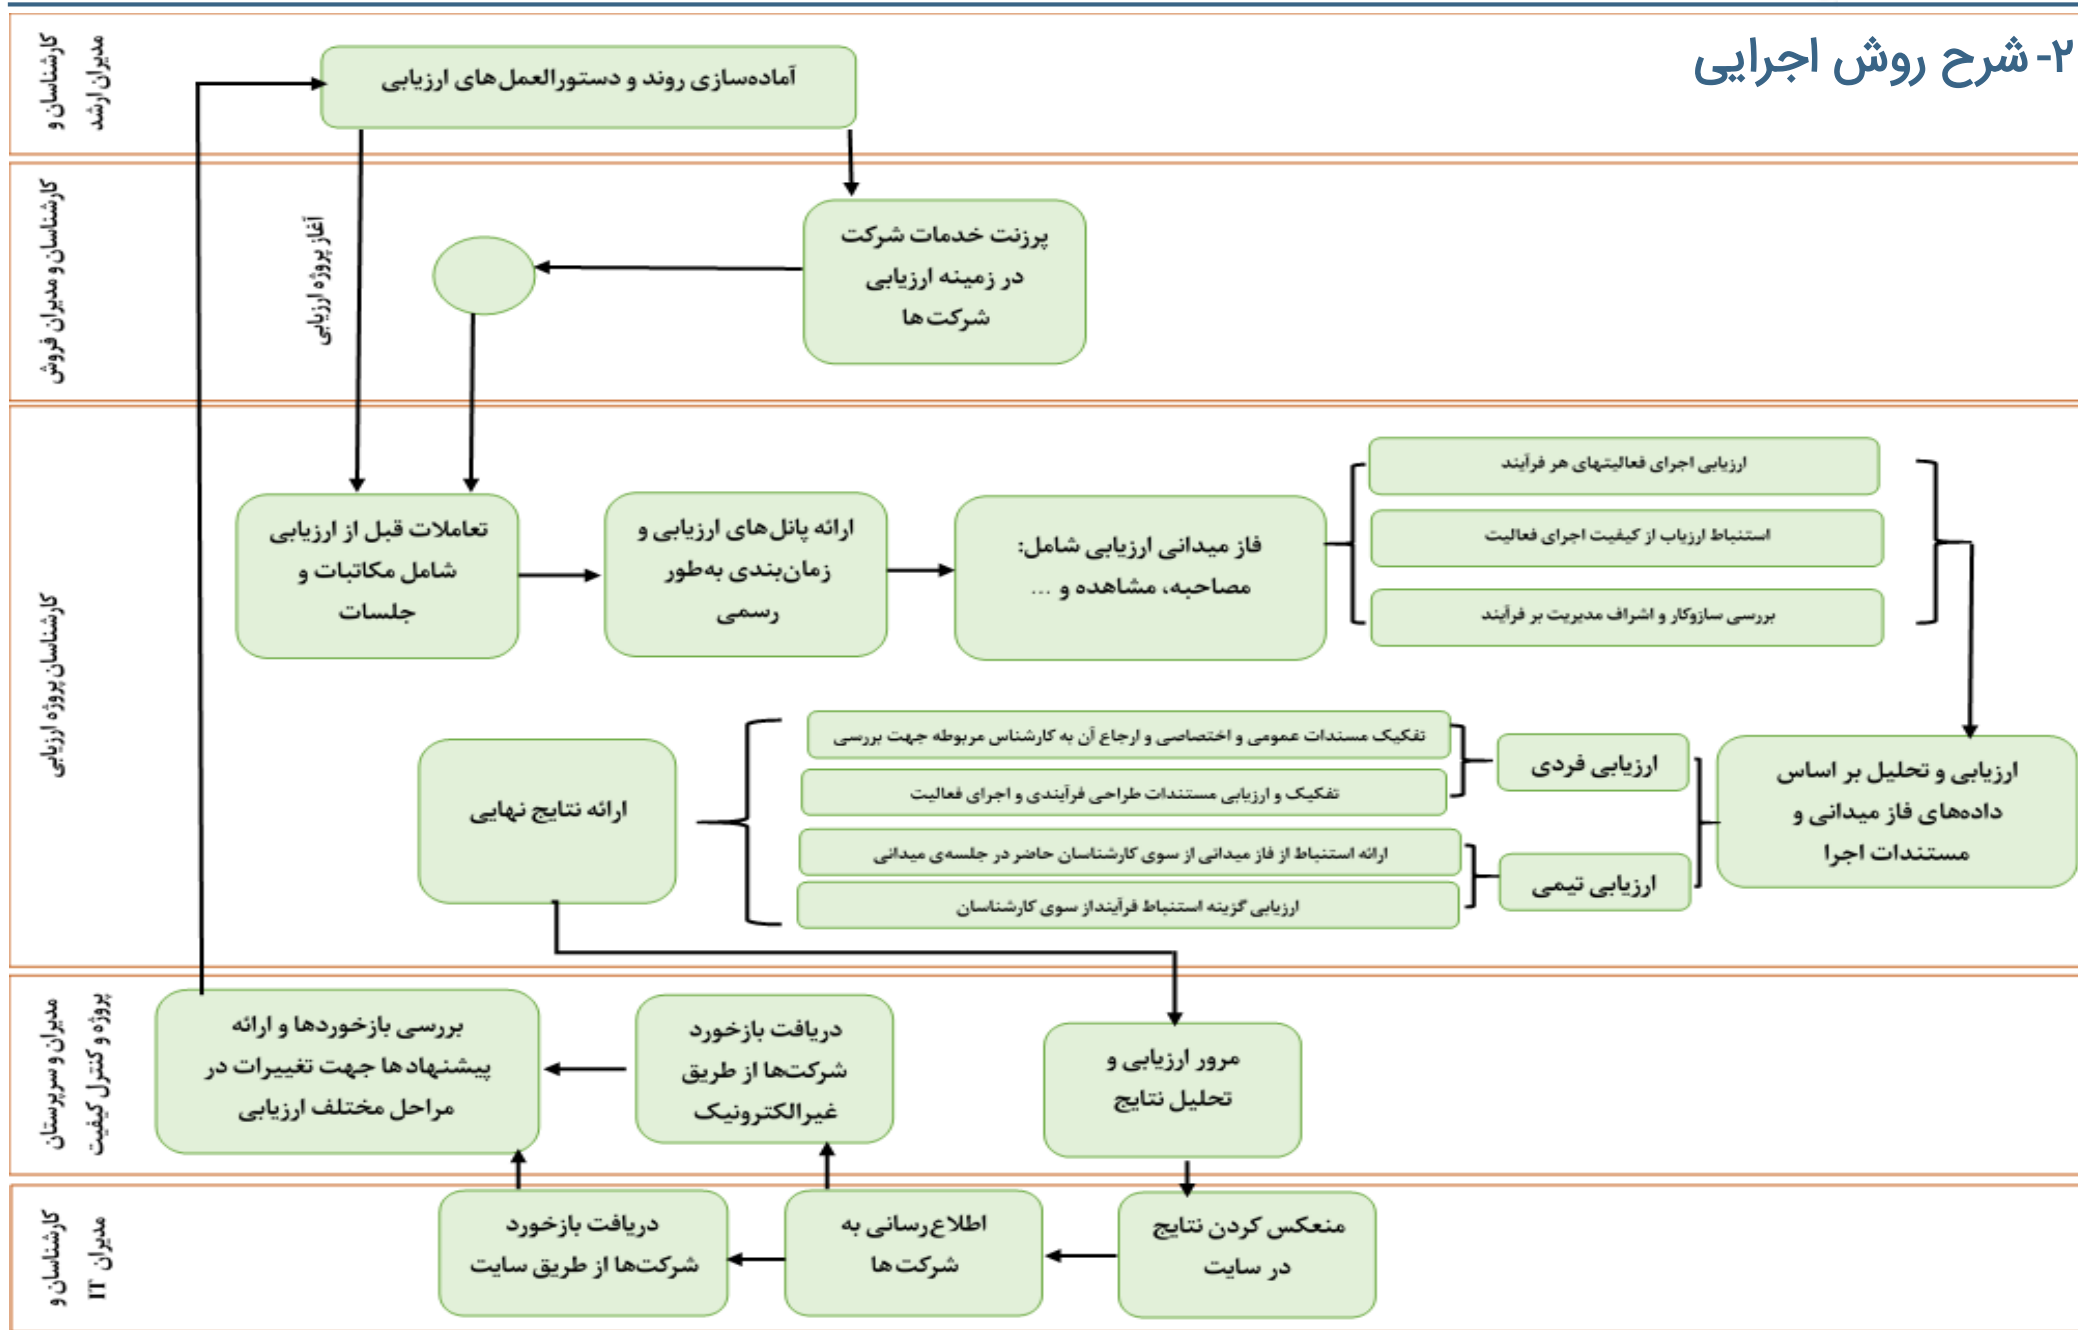 ۲- شرح روش اجرایی
کارشناسان و
مدیران ارشد
آماده‌سازی روند و دستورالعمل‌های ارزیابی
کارشناسان و مدیران فروش
آغاز پروژه ارزیابی
پرزنت خدمات شرکت
در زمینه ارزیابی
شرکت‌ها
کارشناسان پروژه ارزیابی
تعاملات قبل از ارزیابی
شامل مکاتبات و
جلسات
ارائه پانل‌های ارزیابی و
زمان‌بندی به‌طور
رسمی
فاز میدانی ارزیابی شامل:
مصاحبه، مشاهده و ...
ارزیابی اجرای فعالیتهای هر فرآیند
استنباط ارزیاب از کیفیت اجرای فعالیت
بررسی سازوکار و اشراف مدیریت بر فرآیند
ارزیابی و تحلیل بر اساس
داده‌های فاز میدانی و
مستندات اجرا
ارزیابی فردی
ارزیابی تیمی
تفکیک مسندات عمومی و اختصاصی و ارجاع آن به کارشناس مربوطه جهت بررسی
تفکیک و ارزیابی مستندات طراحی فرآیندی و اجرای فعالیت
ارائه استنباط از فاز میدانی از سوی کارشناسان حاضر در جلسه‌ی میدانی
ارزیابی گزینه استنباط فرآینداز سوی کارشناسان
ارائه نتایج نهایی
مدیران و سرپرستان
پروژه و کنترل کیفیت
مرور ارزیابی و
تحلیل نتایج
دریافت بازخورد
شرکت‌ها از طریق
غیرالکترونیک
بررسی بازخوردها و ارائه
پیشنهادها جهت تغییرات در
مراحل مختلف ارزیابی
کارشناسان و
مدیران IT
منعکس کردن نتایج
در سایت
اطلاع‌رسانی به
شرکت‌ها
دریافت بازخورد
شرکت‌ها از طریق سایت